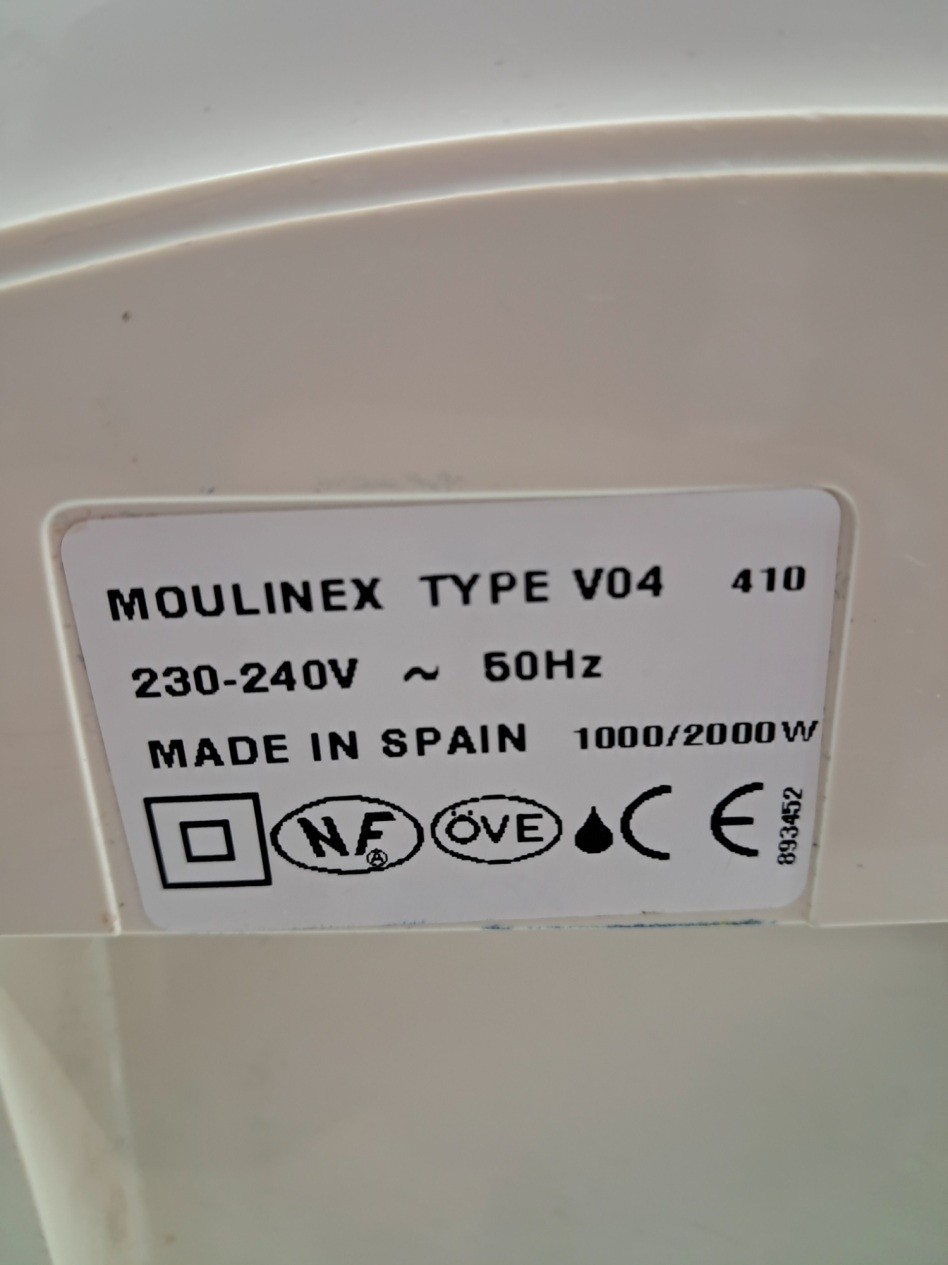 MOULINEX TYPE V04 410
230-240V ~ 50Hz
MADE IN SPAIN 1000/2000W
NF A ÖVE CE
893452